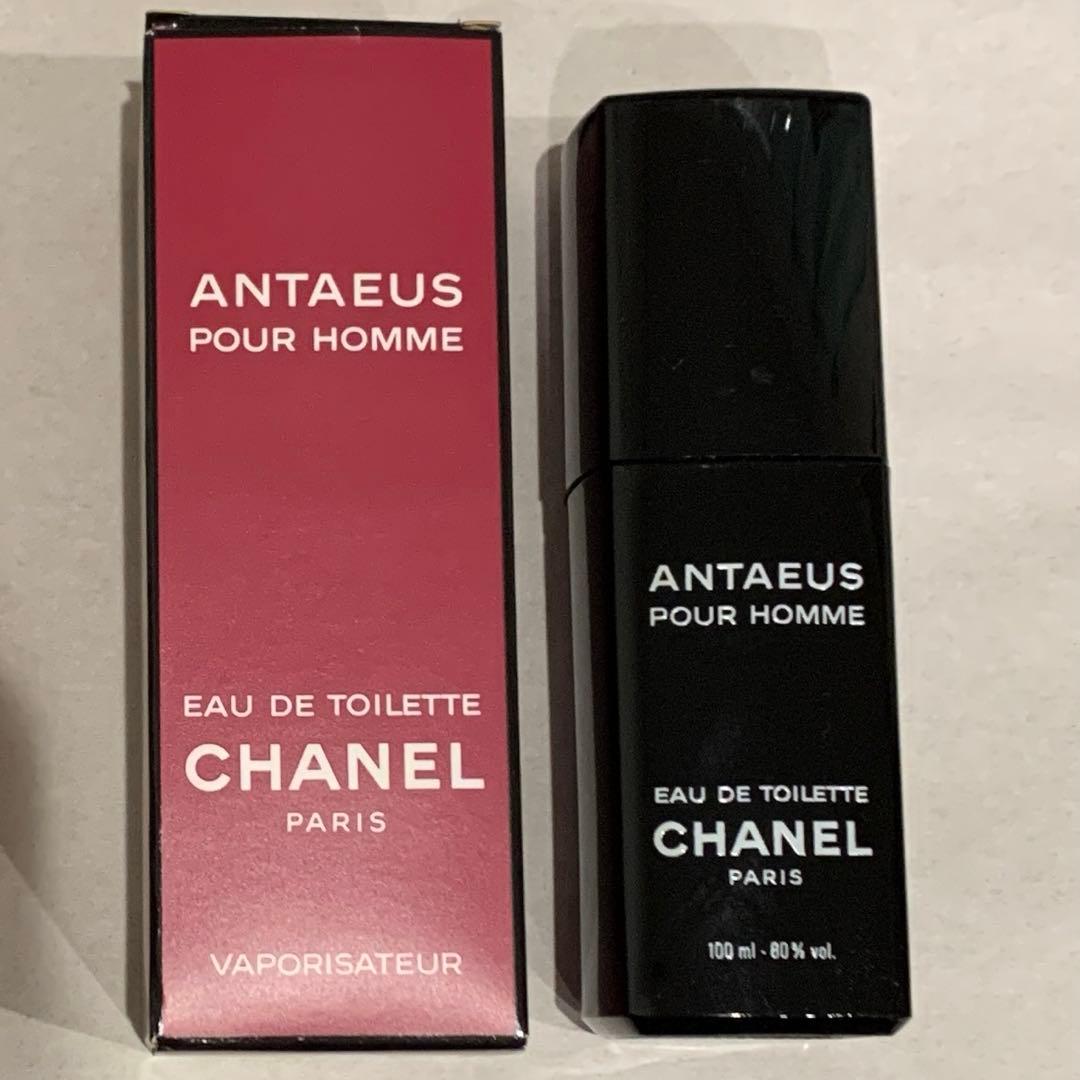 ANTAEUS
POUR HOMME
EAU DE TOILETTE
CHANEL
PARIS
VAPORISATEUR
ANTAEUS
POUR HOMME
EAU DE TOILETTE
CHANEL
PARIS
100 ml - 80% vol.